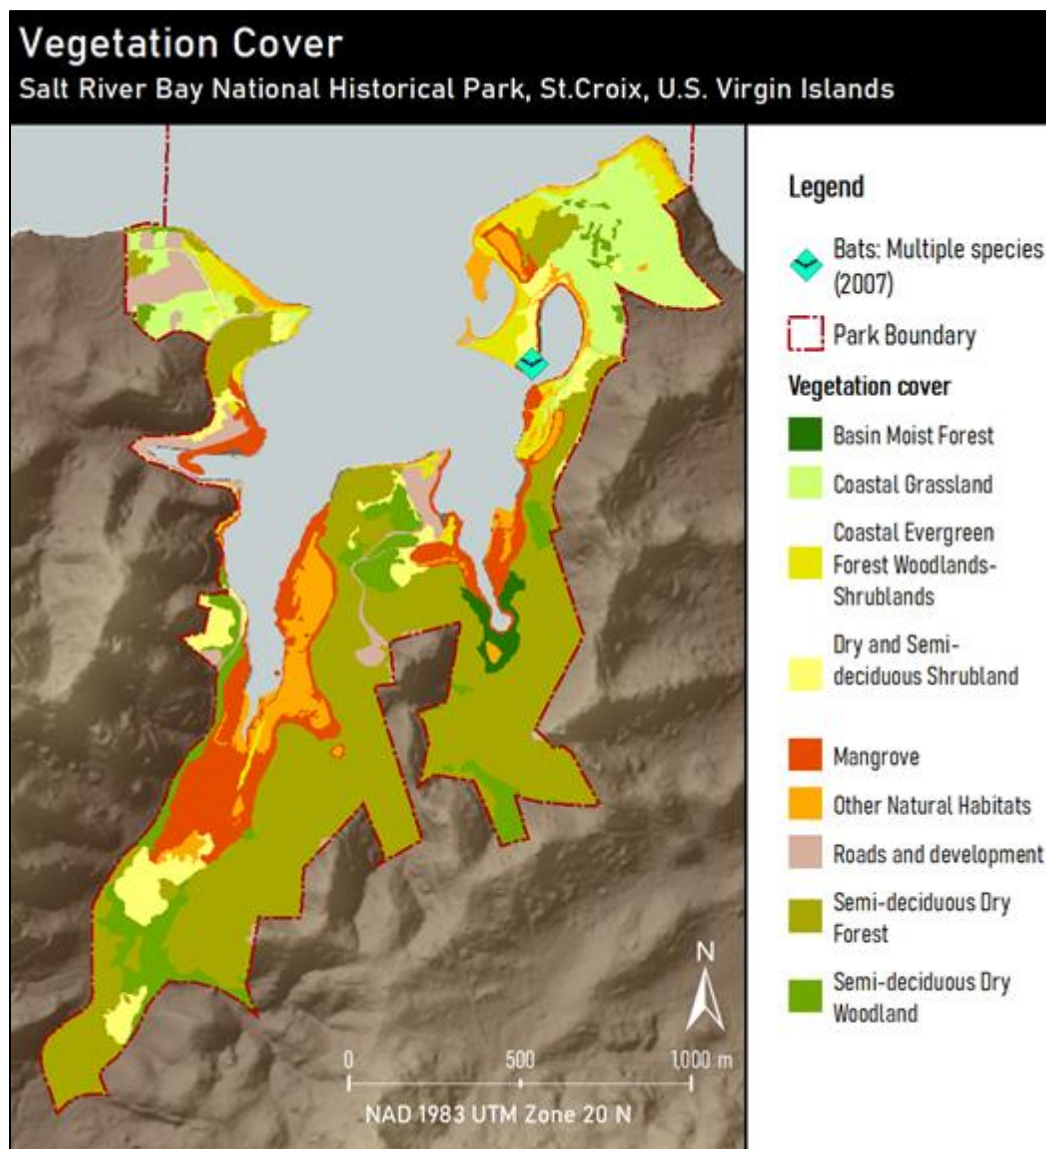 Vegetation Cover
Salt River Bay National Historical Park, St.Croix, U.S. Virgin Islands
Legend
Bats: Multiple species
(2007)
Park Boundary
Vegetation cover
Basin Moist Forest
Coastal Grassland
Coastal Evergreen
Forest Woodlands-
Shrublands
Dry and Semi-
deciduous Shrubland
Mangrove
Other Natural Habitats
Roads and development
Semi-deciduous Dry
Forest
Semi-deciduous Dry
Woodland
N
0 500 1,000 m
NAD 1983 UTM Zone 20 N